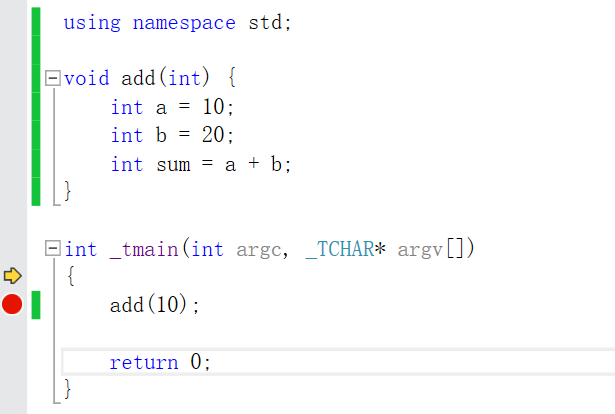 using namespace std;
void add(int) {
int a = 10;
int b = 20;
int sum = a + b;
}
int _tmain(int argc, _TCHAR* argv[])
{
add(10);
return 0;
}